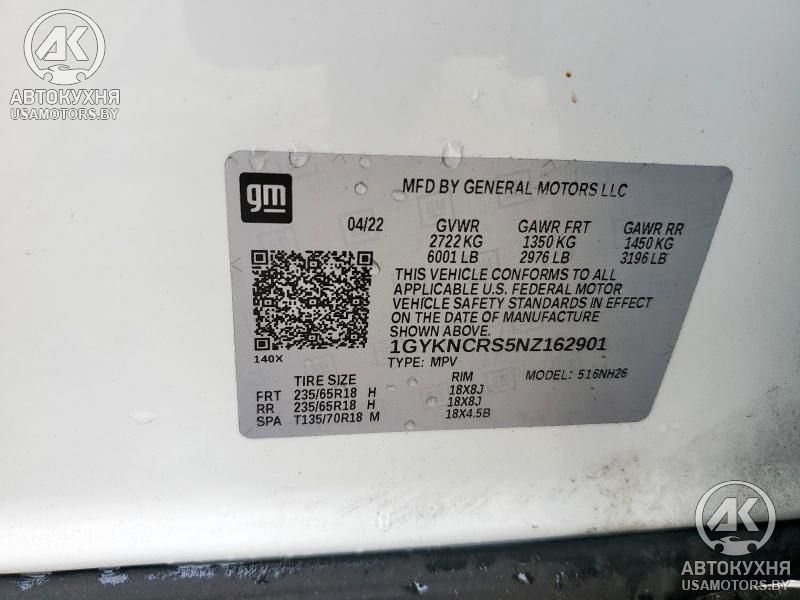 AK
АВТОКУХНЯ
USAMOTORS.BY
gm
MFD BY GENERAL MOTORS LLC
04/22 GVWR GAWR FRT GAWR RR
2722 KG 1350 KG 1450 KG
6001 LB 2976 LB 3196 LB
THIS VEHICLE CONFORMS TO ALL
APPLICABLE U.S. FEDERAL MOTOR
VEHICLE SAFETY STANDARDS IN EFFECT
ON THE DATE OF MANUFACTURE
SHOWN ABOVE.
140X
1GYKNCRS5NZ162901
TYPE: MPV MODEL: 516NH26
TIRE SIZE RIM
FRT 235/65R18 H 18X8J
RR 235/65R18 H 18X8J
SPA T135/70R18 M 18X4.5B
AK
АВТОКУХНЯ
USAMOTORS.BY